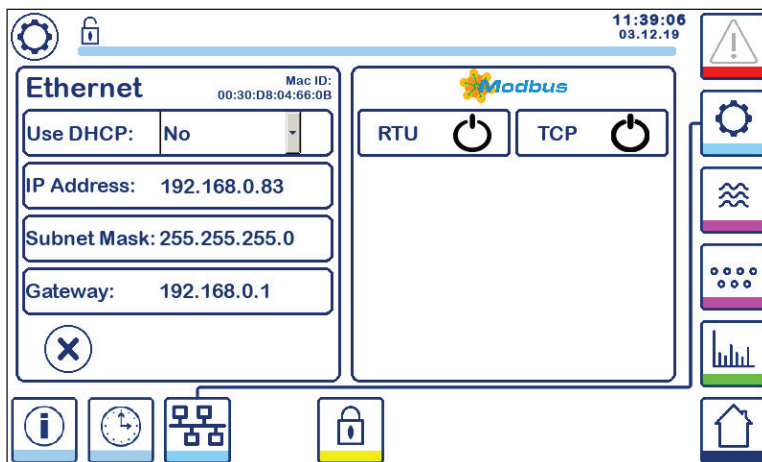 11:39:06
03.12.19
Ethernet
Mac ID:
00:30:D8:04:66:0B
Use DHCP: No
IP Address: 192.168.0.83
Subnet Mask: 255.255.255.0
Gateway: 192.168.0.1
Modbus
RTU TCP